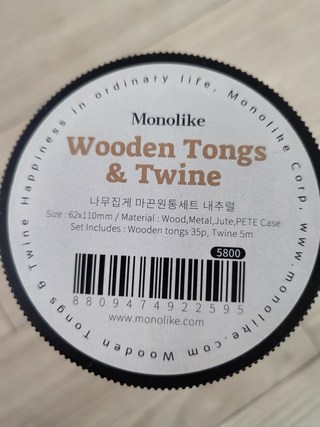 Happiness in ordinary life, Monolike Corp, www.monolike.com Wooden Tongs & Twine
Monolike
Wooden Tongs
& Twine
나무집게 마끈원통세트 내추럴
Size : 62x110mm / Material : Wood,Metal,Jute,PETE Case
Set Includes : Wooden tongs 35p, Twine 5m
5800
8809474922595
www.monolike.com